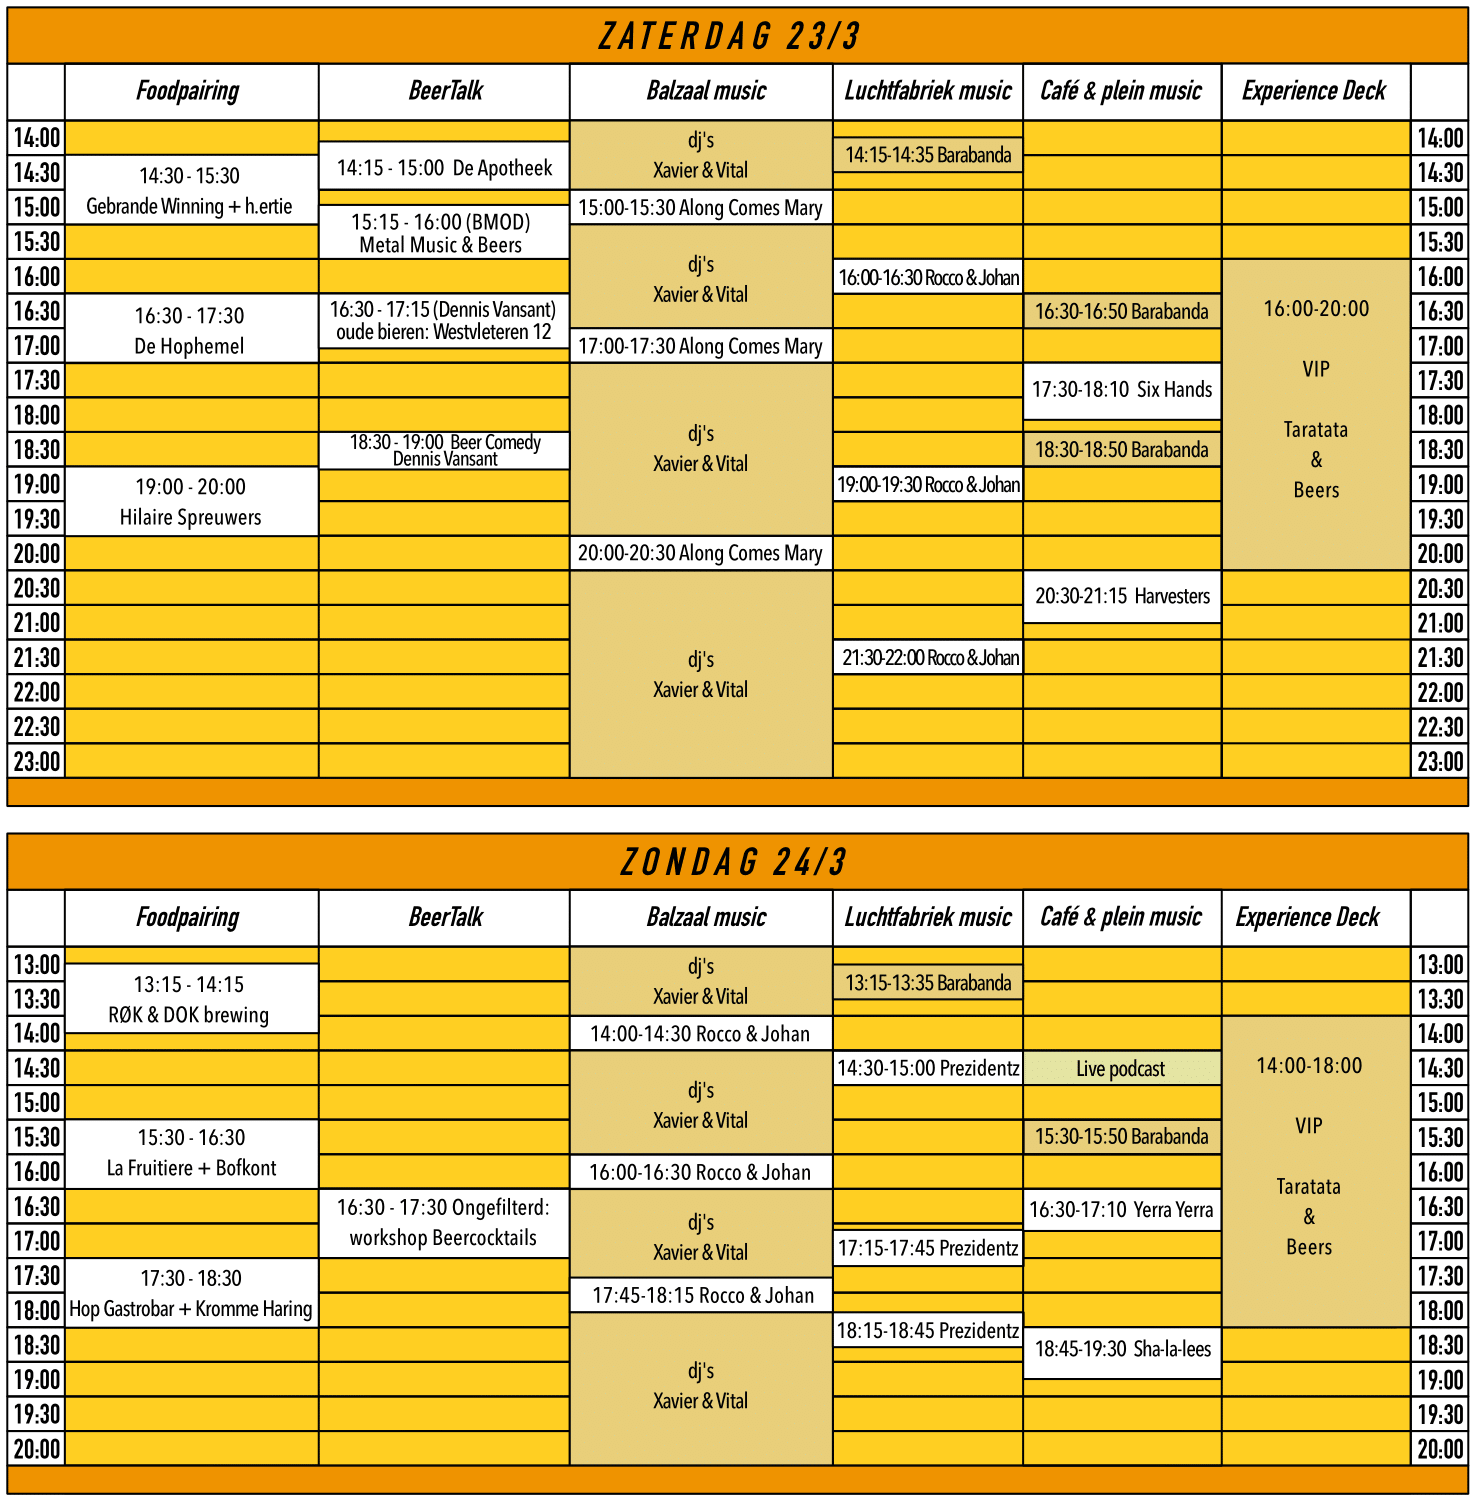 ZATERDAG 23/3
Foodpairing BeerTalk Balzaal music Luchtfabriek music Café & plein music Experience Deck
14:00 dj's 14:00
Xavier & Vital
14:15-14:35 Barabanda
14:15 - 15:00 De Apotheek
14:30 14:30 - 15:30 14:30
Gebrande Winning + h.ertie
15:00 15:00-15:30 Along Comes Mary 15:00
15:15 - 16:00 (BMOD)
Metal Music & Beers
15:30 dj's 15:30
Xavier & Vital
16:00 16:00-16:30 Rocco & Johan 16:00
16:00-20:00
VIP
Taratata
&
Beers
16:30 16:30 - 17:30 16:30
De Hophemel
16:30 - 17:15 (Dennis Vansant)
oude bieren: Westvleteren 12
16:30-16:50 Barabanda
17:00 17:00-17:30 Along Comes Mary 17:00
17:30 17:30-18:10 Six Hands 17:30
18:00 dj's 18:00
Xavier & Vital
18:30 18:30 - 19:00 Beer Comedy 18:30-18:50 Barabanda 18:30
Dennis Vansant
19:00 19:00 - 20:00 19:00-19:30 Rocco & Johan 19:00
Hilaire Spreuwers
19:30 19:30
20:00 20:00-20:30 Along Comes Mary 20:00
20:30 20:30-21:15 Harvesters 20:30
21:00 21:00
21:30 dj's 21:30-22:00 Rocco & Johan 21:30
Xavier & Vital
22:00 22:00
22:30 22:30
23:00 23:00
ZONDAG 24/3
Foodpairing BeerTalk Balzaal music Luchtfabriek music Café & plein music Experience Deck
13:00 dj's 13:00
Xavier & Vital
13:15 - 14:15 13:15-13:35 Barabanda
RØK & DOK brewing
13:30 13:30
14:00 14:00-14:30 Rocco & Johan 14:00
14:00-18:00
VIP
Taratata
&
Beers
14:30 14:30-15:00 Prezidentz Live podcast 14:30
15:00 dj's 15:00
Xavier & Vital
15:30 15:30 - 16:30 15:30-15:50 Barabanda 15:30
La Fruitiere + Bofkont
16:00 16:00-16:30 Rocco & Johan 16:00
16:30 16:30 - 17:30 Ongefilterd: 16:30-17:10 Yerra Yerra 16:30
workshop Beercocktails
dj's
Xavier & Vital
17:00 17:15-17:45 Prezidentz 17:00
17:30 17:30 - 18:30 17:30
Hop Gastrobar + Kromme Haring
17:45-18:15 Rocco & Johan
18:00 18:00
18:15-18:45 Prezidentz
18:30 18:45-19:30 Sha-la-lees 18:30
19:00 dj's 19:00
Xavier & Vital
19:30 19:30
20:00 20:00